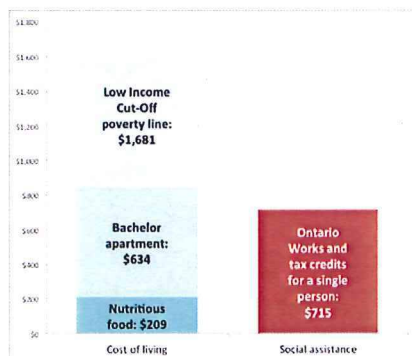 $1,800
$1,600
$1,400
$1,200
$1,000
$800
$600
$400
$200
$0
Low Income
Cut-Off
poverty line:
$1,681
Bachelor
apartment:
$634
Nutritious
food: $209
Ontario
Works and
tax credits
for a single
person:
$715
Cost of living
Social assistance